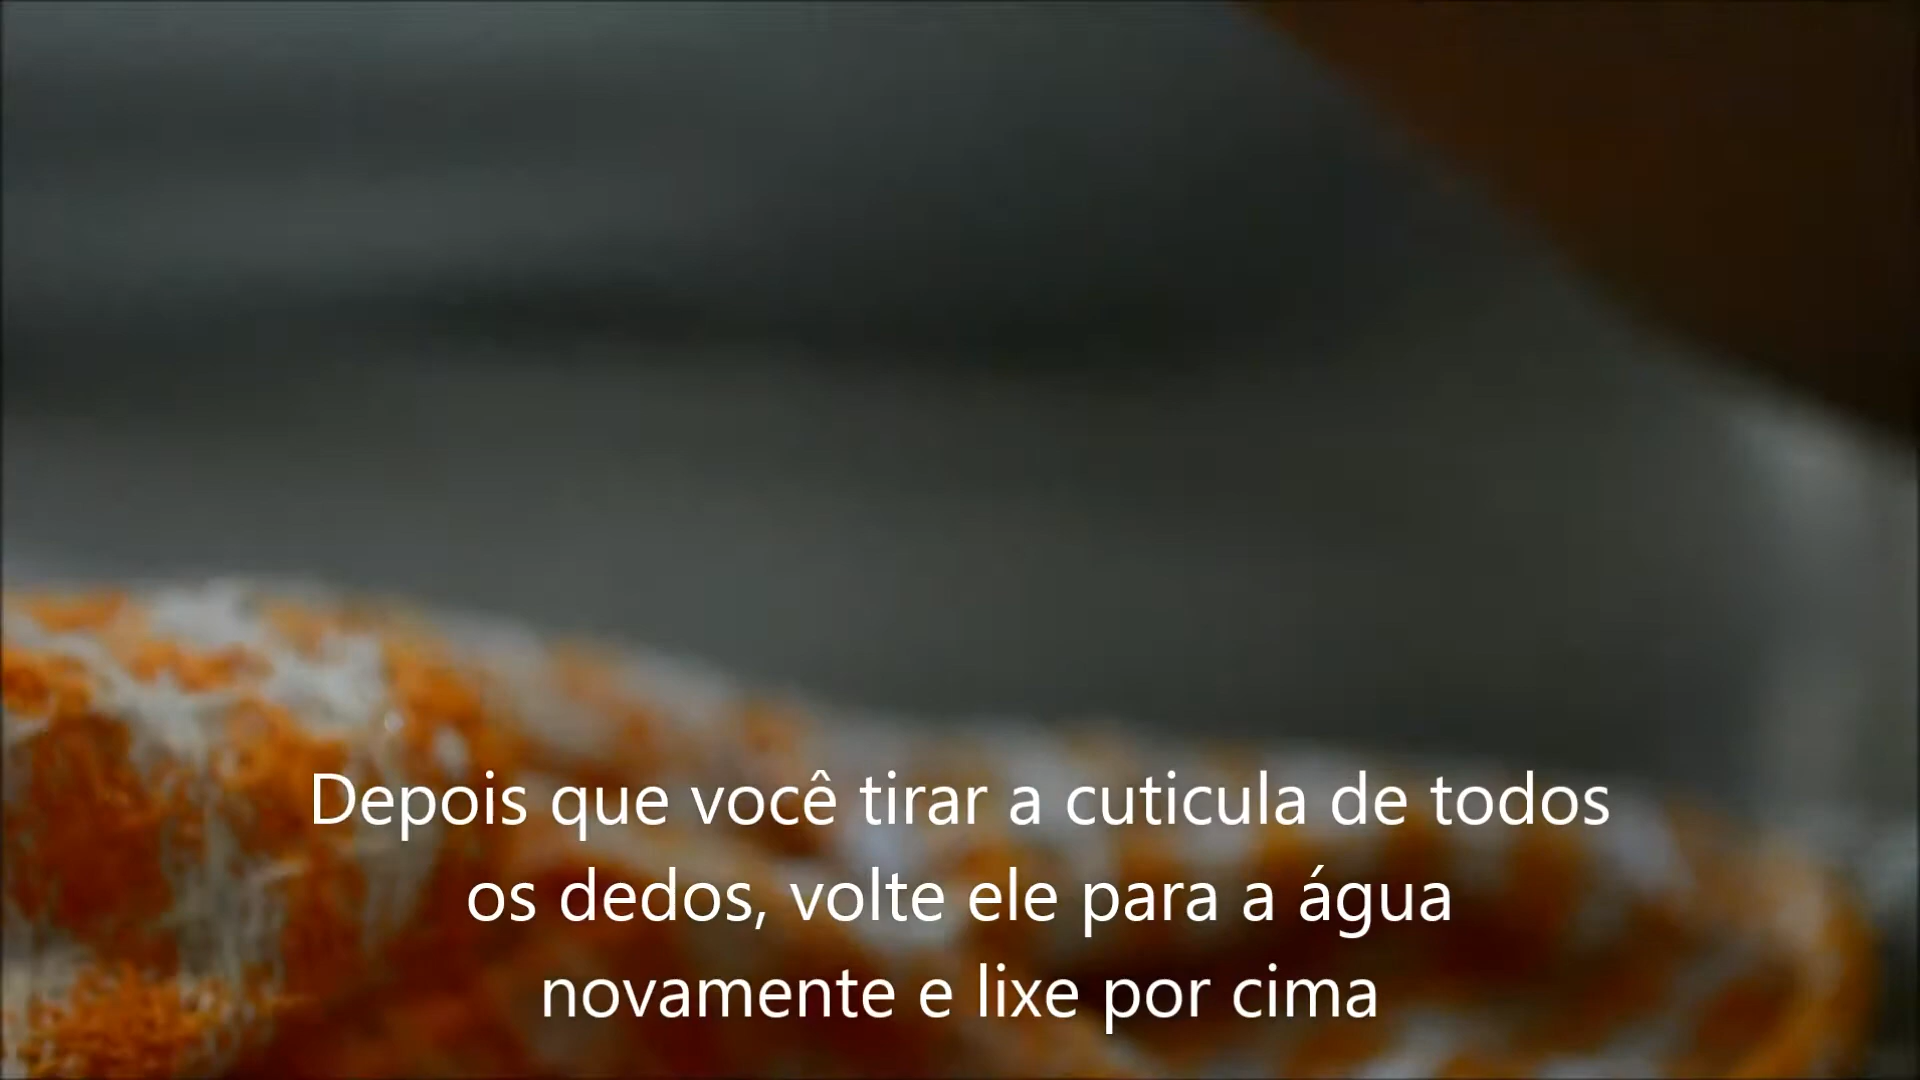 Depois que você tirar a cuticula de todos
os dedos, volte ele para a água
novamente e lixe por cima